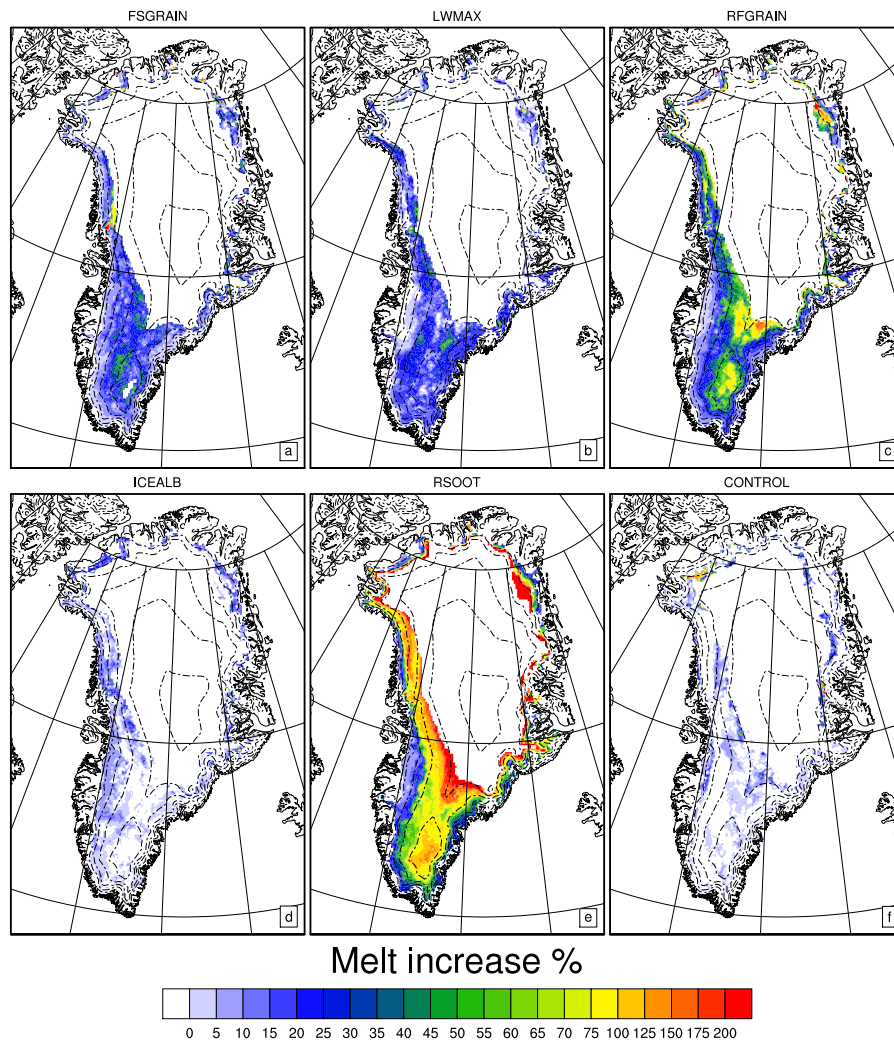 FSGRAIN LWMAX RFGRAIN
a b c
ICEALB RSOOT CONTROL
d e f
Melt increase %
0 5 10 15 20 25 30 35 40 45 50 55 60 65 70 75 100 125 150 175 200